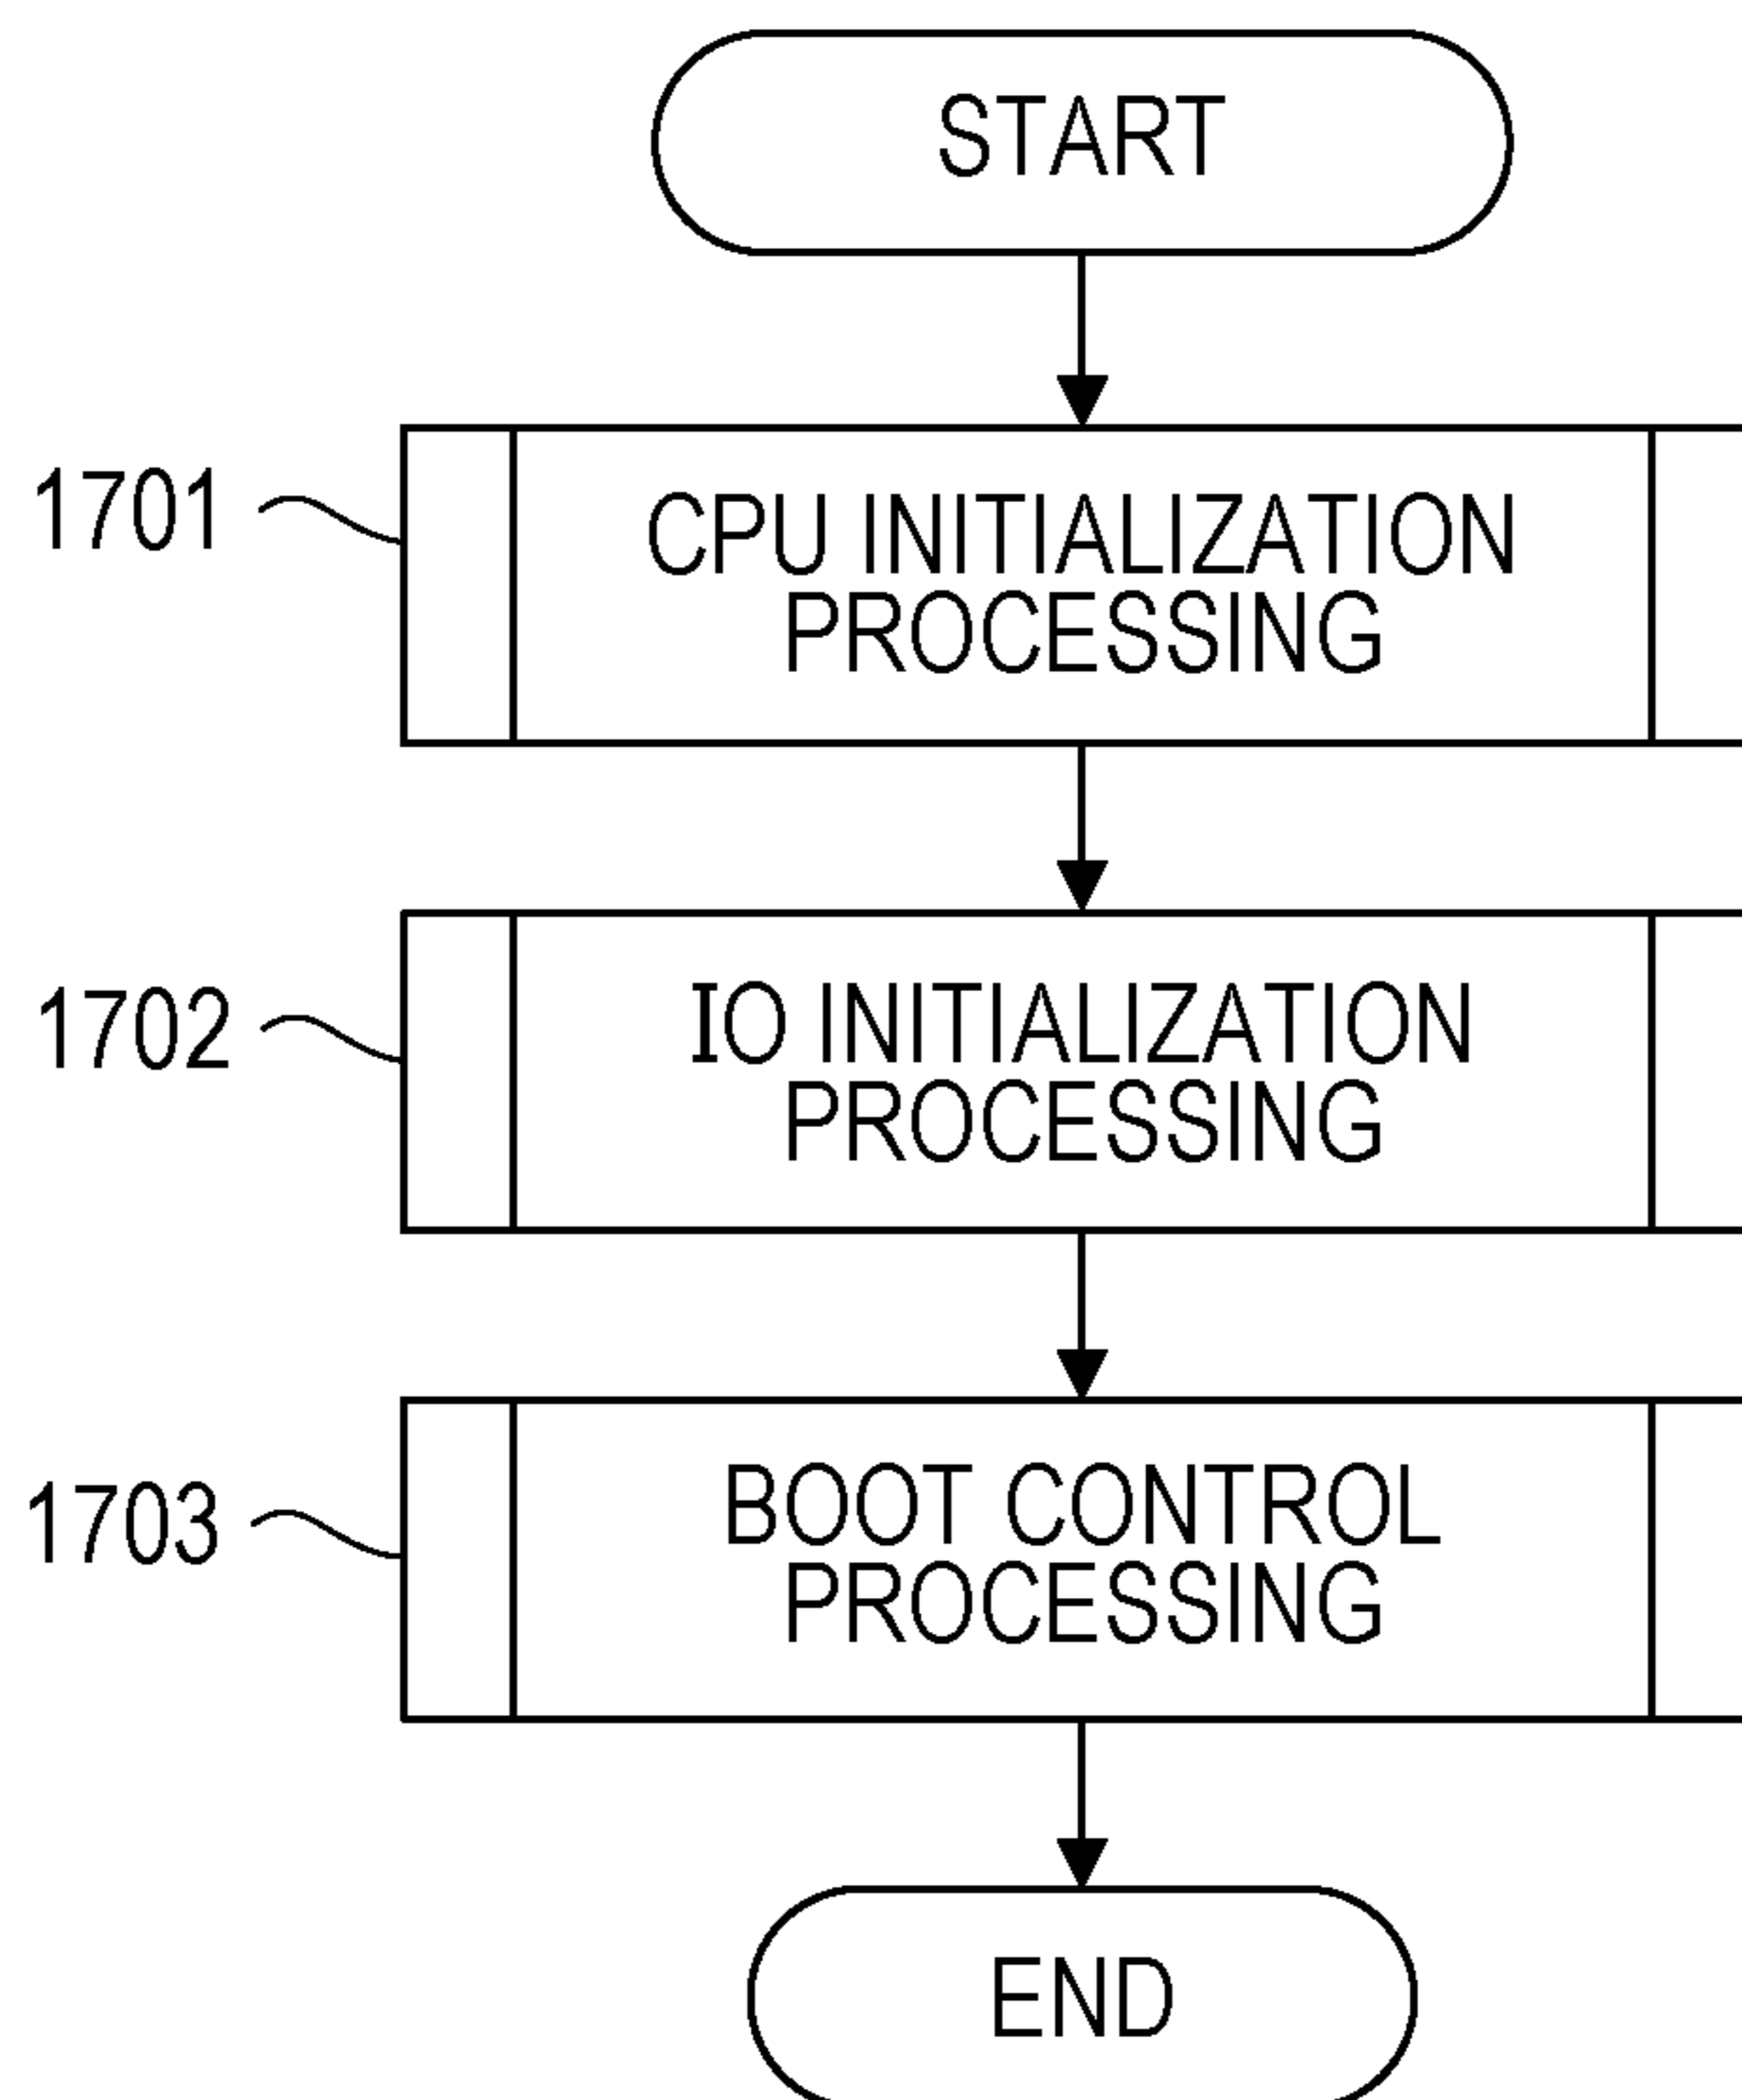 START
1701
CPU INITIALIZATION
PROCESSING
1702
IO INITIALIZATION
PROCESSING
1703
BOOT CONTROL
PROCESSING
END